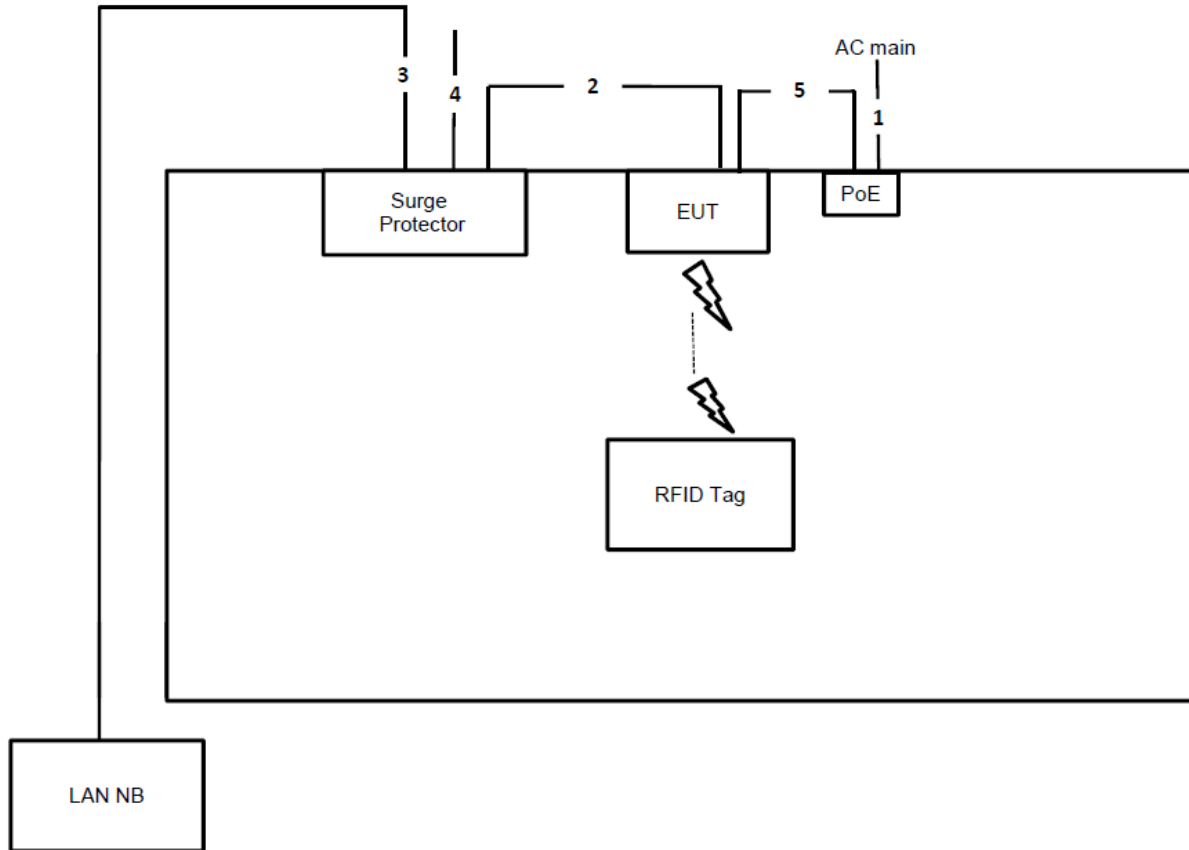 AC main
3
4
2
5
1
Surge
Protector
EUT
PoE
RFID Tag
LAN NB